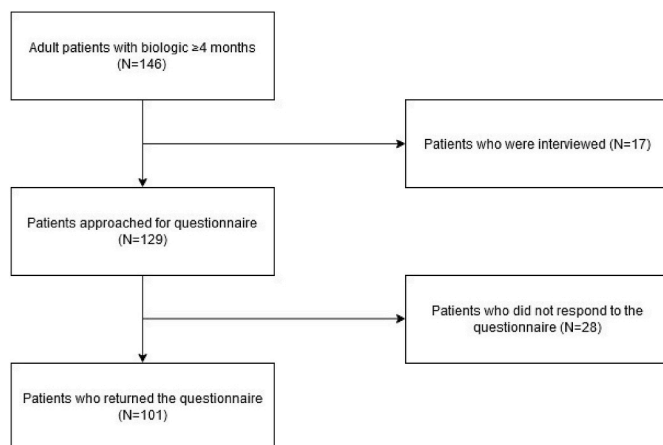 Adult patients with biologic ≥4 months
(N=146)
Patients who were interviewed (N=17)
Patients approached for questionnaire
(N=129)
Patients who did not respond to the
questionnaire (N=28)
Patients who returned the questionnaire
(N=101)